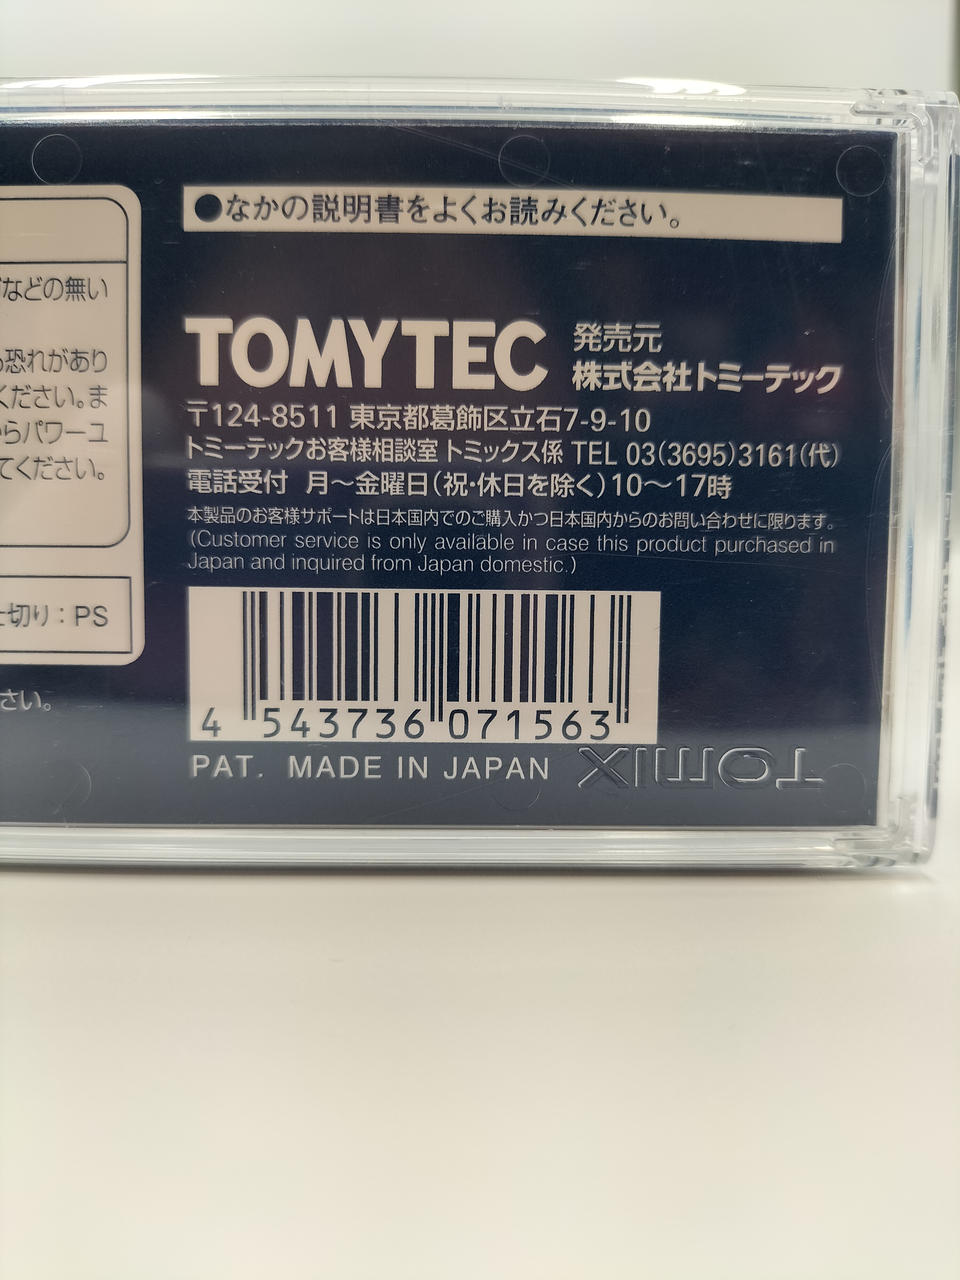 ●なかの説明書をよくお読みください。
などの無い
恐れがあり
ください。ま
らパワーユ
てください。
切り:PS
さい。
TOMYTEC
発売元
株式会社トミーテック
〒124-8511 東京都葛飾区立石7-9-10
トミーテックお客様相談室 トミックス係 TEL 03(3695)3161(代)
電話受付 月〜金曜日(祝・休日を除く)10〜17時
本製品のお客様サポートは日本国内でのご購入かつ日本国内からのお問い合わせに限ります。
(Customer service is only available in case this product purchased in
Japan and inquired from Japan domestic.)
4 543736 071563
PAT. MADE IN JAPAN
TOMIX